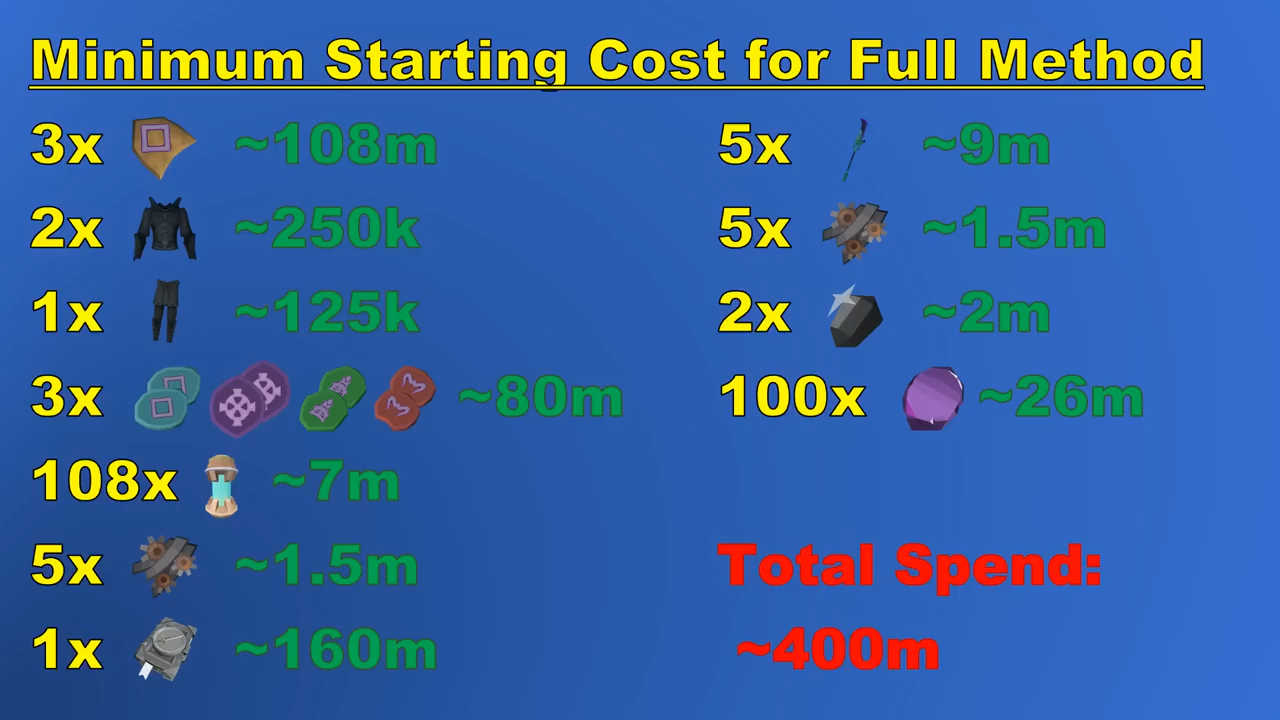 Minimum Starting Cost for Full Method
3x ~108m
2x ~250k
1x ~125k
3x ~80m
108x ~7m
5x ~1.5m
1x ~160m
5x ~9m
5x ~1.5m
2x ~2m
100x ~26m
Total Spend:
~400m